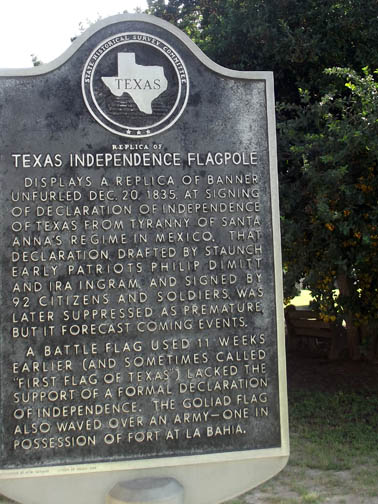 STATE HISTORICAL SURVEY COMMITTEE
TEXAS
REPLICA OF
TEXAS INDEPENDENCE FLAGPOLE
DISPLAYS A REPLICA OF BANNER
UNFURLED DEC. 20, 1835, AT SIGNING
OF DECLARATION OF INDEPENDENCE
OF TEXAS FROM TYRANNY OF SANTA
ANNA'S REGIME IN MEXICO. THAT
DECLARATION, DRAFTED BY STAUNCH
EARLY PATRIOTS PHILIP DIMITT
AND IRA INGRAM, AND SIGNED BY
92 CITIZENS AND SOLDIERS, WAS
LATER SUPPRESSED AS PREMATURE,
BUT IT FORECAST COMING EVENTS.
A BATTLE FLAG USED 11 WEEKS
EARLIER (AND SOMETIMES CALLED
"FIRST FLAG OF TEXAS") LACKED THE
SUPPORT OF A FORMAL DECLARATION
OF INDEPENDENCE. THE GOLIAD FLAG
ALSO WAVED OVER AN ARMY—ONE IN
POSSESSION OF FORT AT LA BAHIA.